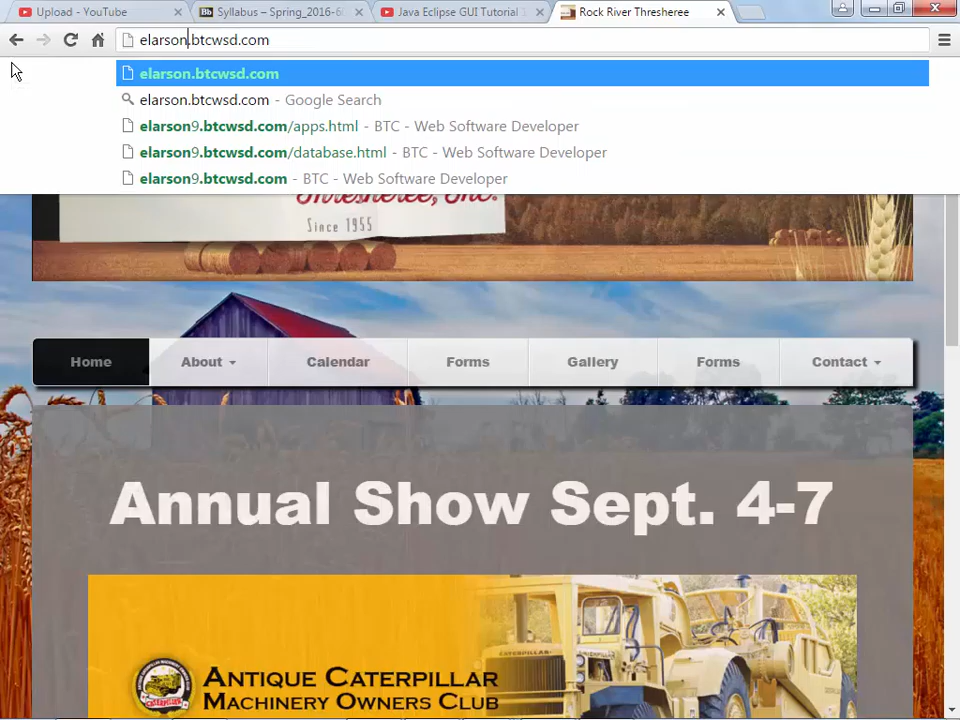 Upload - YouTube
Syllabus – Spring_2016-6
Java Eclipse GUI Tutorial
Rock River Thresheree
elarson.btcwsd.com
elarson.btcwsd.com
elarson.btcwsd.com - Google Search
elarson9.btcwsd.com/apps.html - BTC - Web Software Developer
elarson9.btcwsd.com/database.html - BTC - Web Software Developer
elarson9.btcwsd.com - BTC - Web Software Developer
Thresheree, Inc.
Since 1955
Home
About
Calendar
Forms
Gallery
Forms
Contact
Annual Show Sept. 4-7
ANTIQUE CATERPILLAR
MACHINERY OWNERS CLUB